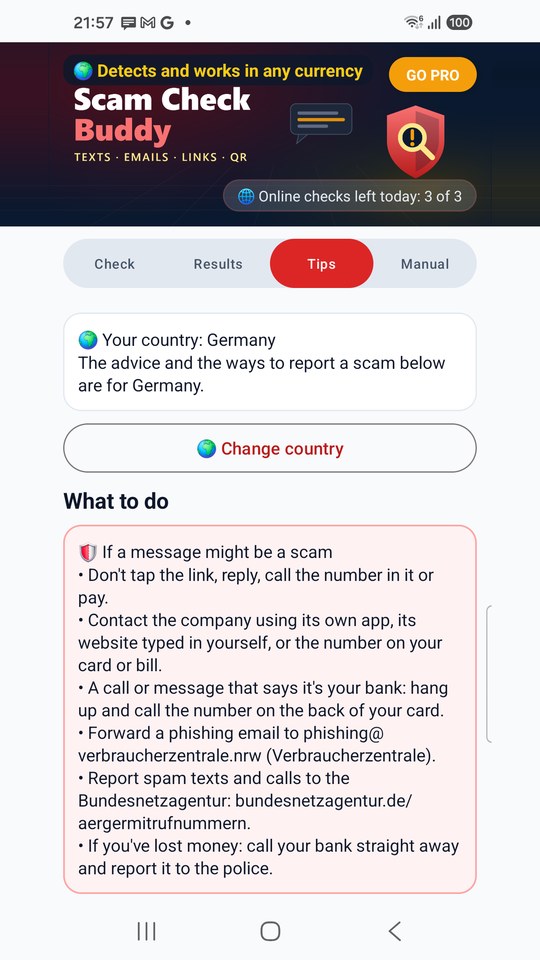 21:57
100
🌍 Detects and works in any currency
GO PRO
Scam Check
Buddy
TEXTS · EMAILS · LINKS · QR
🌐 Online checks left today: 3 of 3
Check
Results
Tips
Manual
🌍 Your country: Germany
The advice and the ways to report a scam below
are for Germany.
🌍 Change country
What to do
🛡️ If a message might be a scam
• Don't tap the link, reply, call the number in it or
pay.
• Contact the company using its own app, its
website typed in yourself, or the number on your
card or bill.
• A call or message that says it's your bank: hang
up and call the number on the back of your card.
• Forward a phishing email to phishing@
verbraucherzentrale.nrw (Verbraucherzentrale).
• Report spam texts and calls to the
Bundesnetzagentur: bundesnetzagentur.de/
aergermitrufnummern.
• If you've lost money: call your bank straight away
and report it to the police.